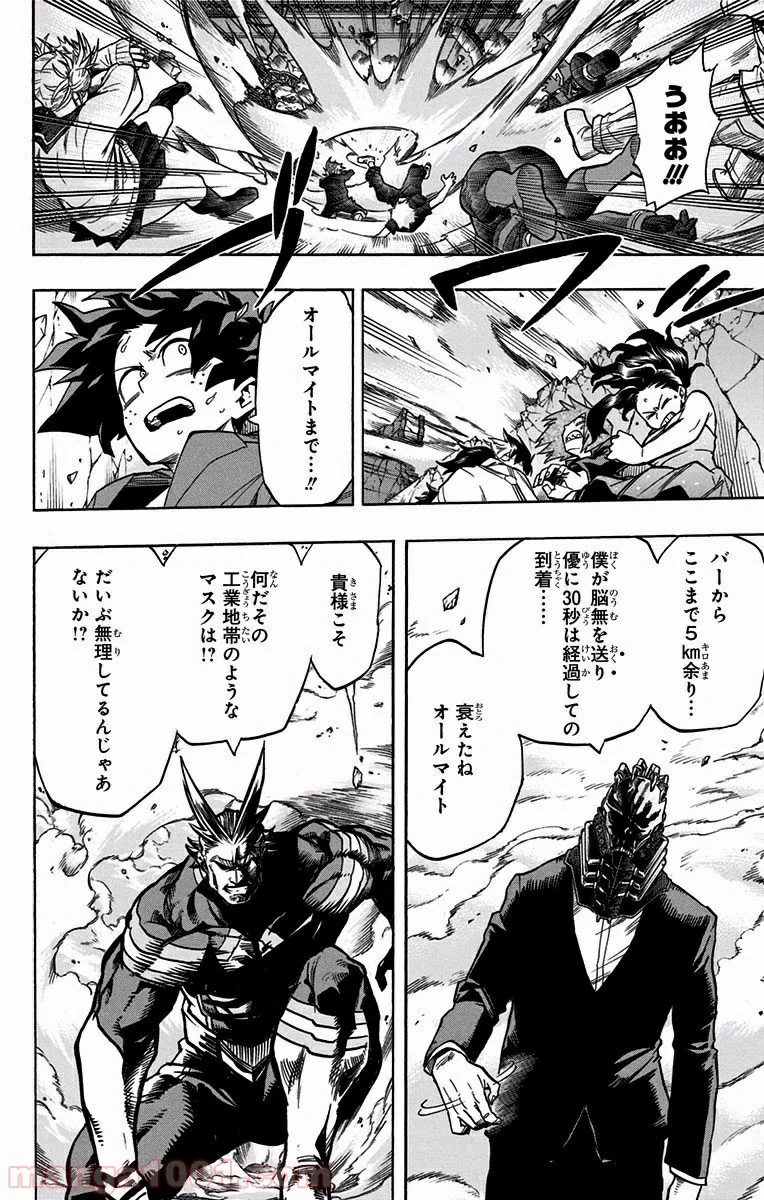 うおお!!!
オールマイトまで…!!
バーから
ここまで5㎞余り…
僕が脳無を送り
優に30秒は経過しての
到着……
衰えたね
オールマイト
貴様こそ
何だその
工業地帯のような
マスクは!?
だいぶ無理してるんじゃあ
ないか!?